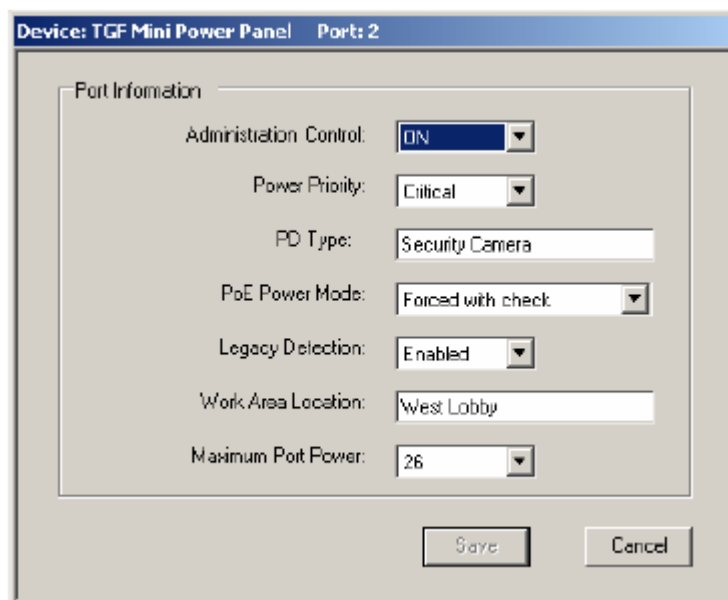 Device: TGF Mini Power Panel Port: 2
Port Information
Administration Control: ON
Power Priority: Critical
PD Type: Security Camera
PoE Power Mode: Forced with check
Legacy Detection: Enabled
Work Area Location: West Lobby
Maximum Port Power: 26
Save Cancel